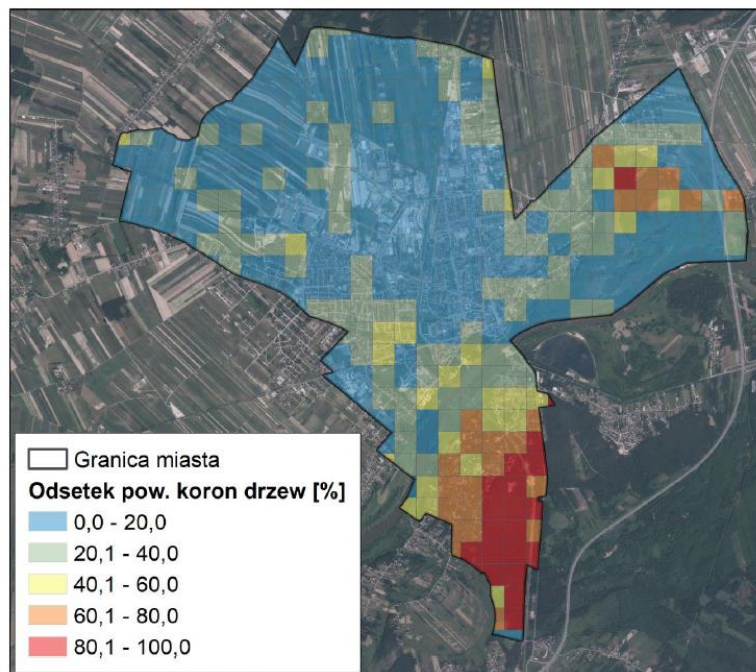 Granica miasta
Odsetek pow. koron drzew [%]
0,0 - 20,0
20,1 - 40,0
40,1 - 60,0
60,1 - 80,0
80,1 - 100,0